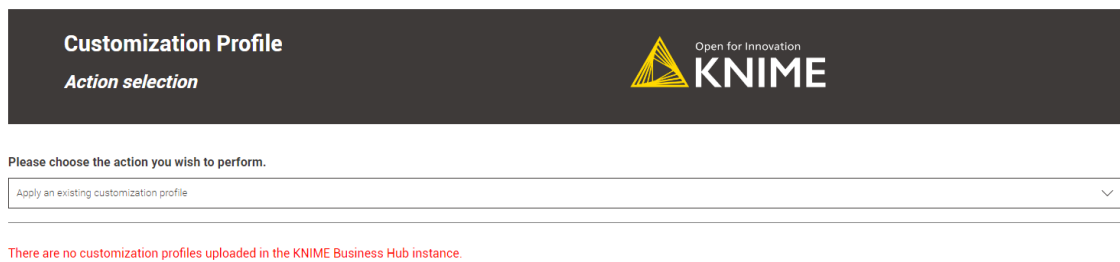 Customization Profile
Action selection
Open for Innovation
KNIME
Please choose the action you wish to perform.
Apply an existing customization profile
There are no customization profiles uploaded in the KNIME Business Hub instance.